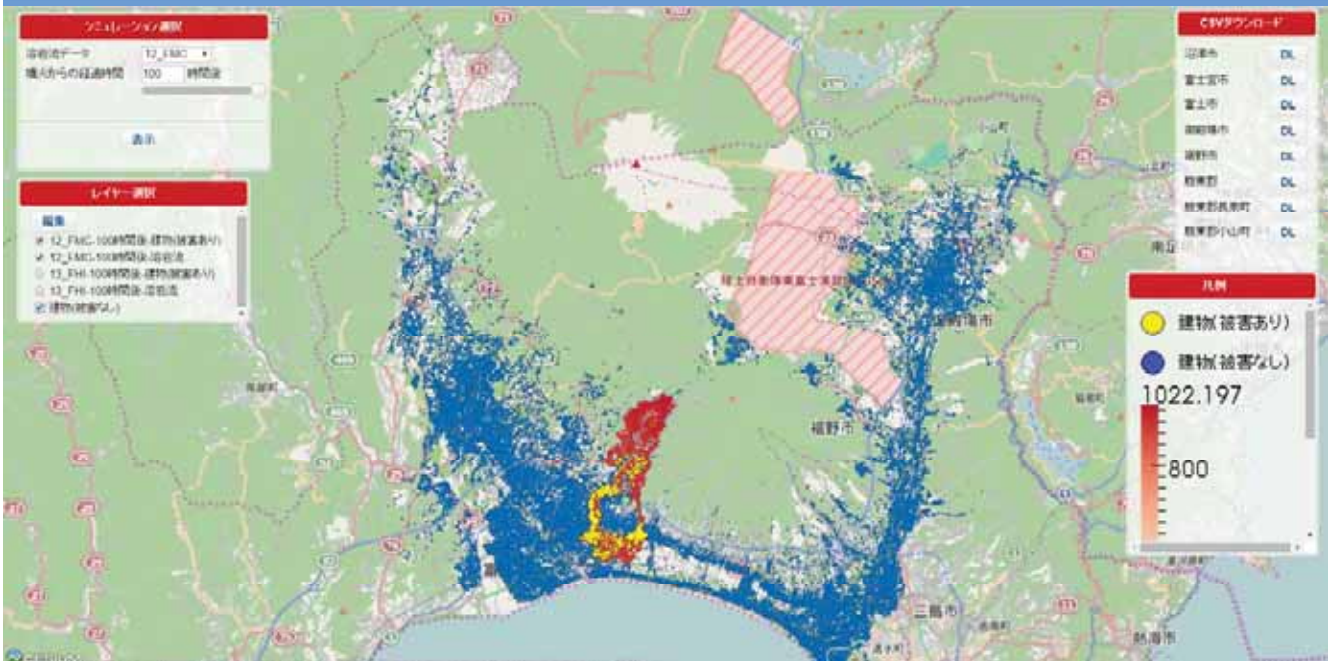 シミュレーション選択
溶岩流データ 12_FMC
噴火からの経過時間 100 時間後
表示
レイヤー選択
編集
12_FMC-100時間後-建物(被害あり)
12_FMC-100時間後-溶岩流
13_FHI-100時間後-建物(被害あり)
13_FHI-100時間後-溶岩流
建物(被害なし)
CSVダウンロード
沼津市 DL
富士宮市 DL
富士市 DL
御殿場市 DL
裾野市 DL
駿東郡 DL
駿東郡長泉町 DL
駿東郡小山町 DL
凡例
建物(被害あり)
建物(被害なし)
1022.197
800
小山町
山北町
御殿場市
裾野市
三島市
熱海市
清水町